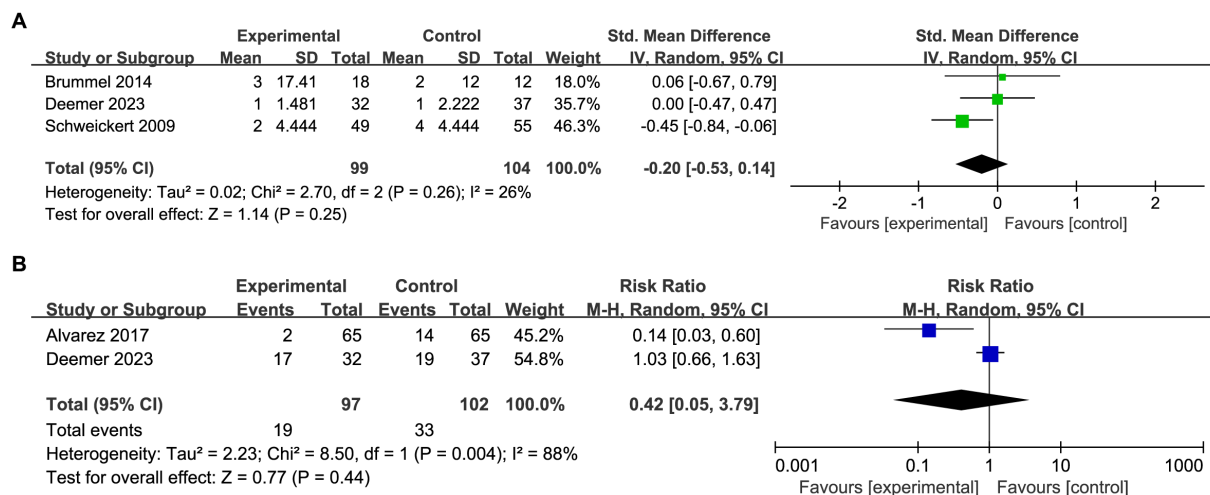 A
Experimental Control Std. Mean Difference Std. Mean Difference
Study or Subgroup Mean SD Total Mean SD Total Weight IV, Random, 95% CI IV, Random, 95% CI
Brummel 2014 3 17.41 18 2 12 12 18.0% 0.06 [-0.67, 0.79]
Deemer 2023 1 1.481 32 1 2.222 37 35.7% 0.00 [-0.47, 0.47]
Schweickert 2009 2 4.444 49 4 4.444 55 46.3% -0.45 [-0.84, -0.06]
Total (95% CI) 99 104 100.0% -0.20 [-0.53, 0.14]
Heterogeneity: Tau² = 0.02; Chi² = 2.70, df = 2 (P = 0.26); I² = 26%
Test for overall effect: Z = 1.14 (P = 0.25)
-2 -1 0 1 2
Favours [experimental] Favours [control]
B
Experimental Control Risk Ratio Risk Ratio
Study or Subgroup Events Total Events Total Weight M-H, Random, 95% CI M-H, Random, 95% CI
Alvarez 2017 2 65 14 65 45.2% 0.14 [0.03, 0.60]
Deemer 2023 17 32 19 37 54.8% 1.03 [0.66, 1.63]
Total (95% CI) 97 102 100.0% 0.42 [0.05, 3.79]
Total events 19 33
Heterogeneity: Tau² = 2.23; Chi² = 8.50, df = 1 (P = 0.004); I² = 88%
Test for overall effect: Z = 0.77 (P = 0.44)
0.001 0.1 1 10 1000
Favours [experimental] Favours [control]